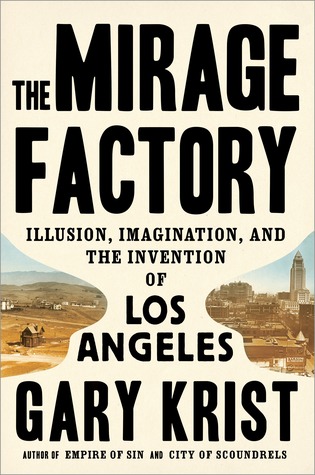 THE MIRAGE
FACTORY
ILLUSION, IMAGINATION, AND
THE INVENTION
OF
LOS
ANGELES
GARY KRIST
AUTHOR OF EMPIRE OF SIN AND CITY OF SCOUNDRELS